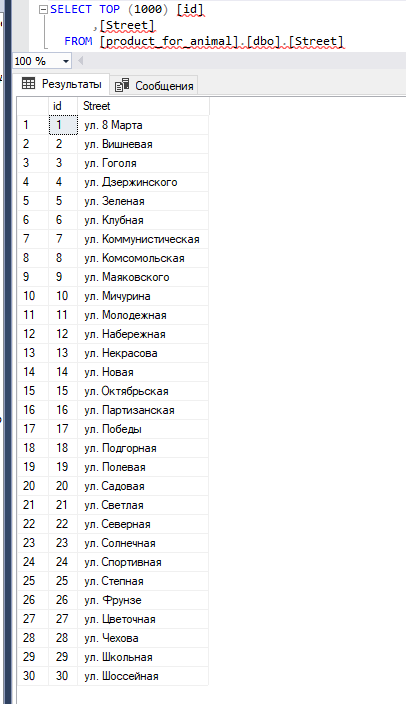 SELECT TOP (1000) [id]
,[Street]
FROM [product_for_animal].[dbo].[Street]
100 %
Результаты Сообщения
id Street
1 1 ул. 8 Марта
2 2 ул. Вишневая
3 3 ул. Гоголя
4 4 ул. Дзержинского
5 5 ул. Зеленая
6 6 ул. Клубная
7 7 ул. Коммунистическая
8 8 ул. Комсомольская
9 9 ул. Маяковского
10 10 ул. Мичурина
11 11 ул. Молодежная
12 12 ул. Набережная
13 13 ул. Некрасова
14 14 ул. Новая
15 15 ул. Октябрьская
16 16 ул. Партизанская
17 17 ул. Победы
18 18 ул. Подгорная
19 19 ул. Полевая
20 20 ул. Садовая
21 21 ул. Светлая
22 22 ул. Северная
23 23 ул. Солнечная
24 24 ул. Спортивная
25 25 ул. Степная
26 26 ул. Фрунзе
27 27 ул. Цветочная
28 28 ул. Чехова
29 29 ул. Школьная
30 30 ул. Шоссейная